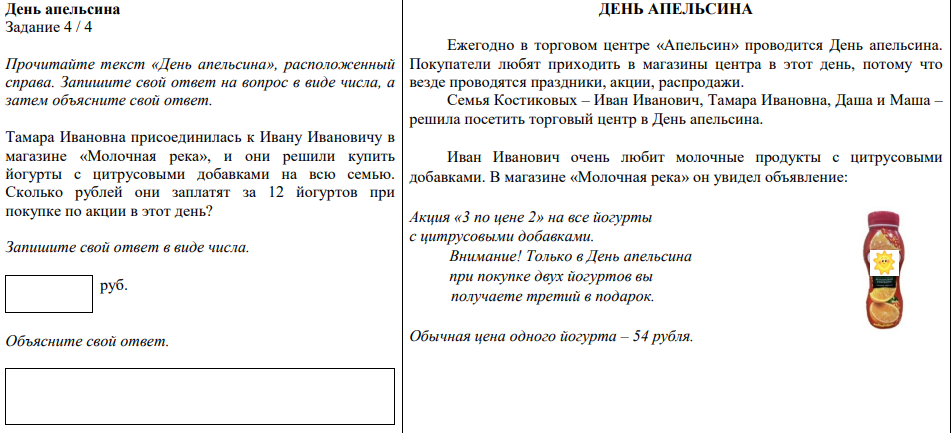 День апельсина
Задание 4 / 4
Прочитайте текст «День апельсина», расположенный
справа. Запишите свой ответ на вопрос в виде числа, а
затем объясните свой ответ.
Тамара Ивановна присоединилась к Ивану Ивановичу в
магазине «Молочная река», и они решили купить
йогурты с цитрусовыми добавками на всю семью.
Сколько рублей они заплатят за 12 йогуртов при
покупке по акции в этот день?
Запишите свой ответ в виде числа.
руб.
Объясните свой ответ.
ДЕНЬ АПЕЛЬСИНА
Ежегодно в торговом центре «Апельсин» проводится День апельсина.
Покупатели любят приходить в магазины центра в этот день, потому что
везде проводятся праздники, акции, распродажи.
Семья Костиковых – Иван Иванович, Тамара Ивановна, Даша и Маша –
решила посетить торговый центр в День апельсина.
Иван Иванович очень любит молочные продукты с цитрусовыми
добавками. В магазине «Молочная река» он увидел объявление:
Акция «3 по цене 2» на все йогурты
с цитрусовыми добавками.
Внимание! Только в День апельсина
при покупке двух йогуртов вы
получаете третий в подарок.
Обычная цена одного йогурта – 54 рубля.